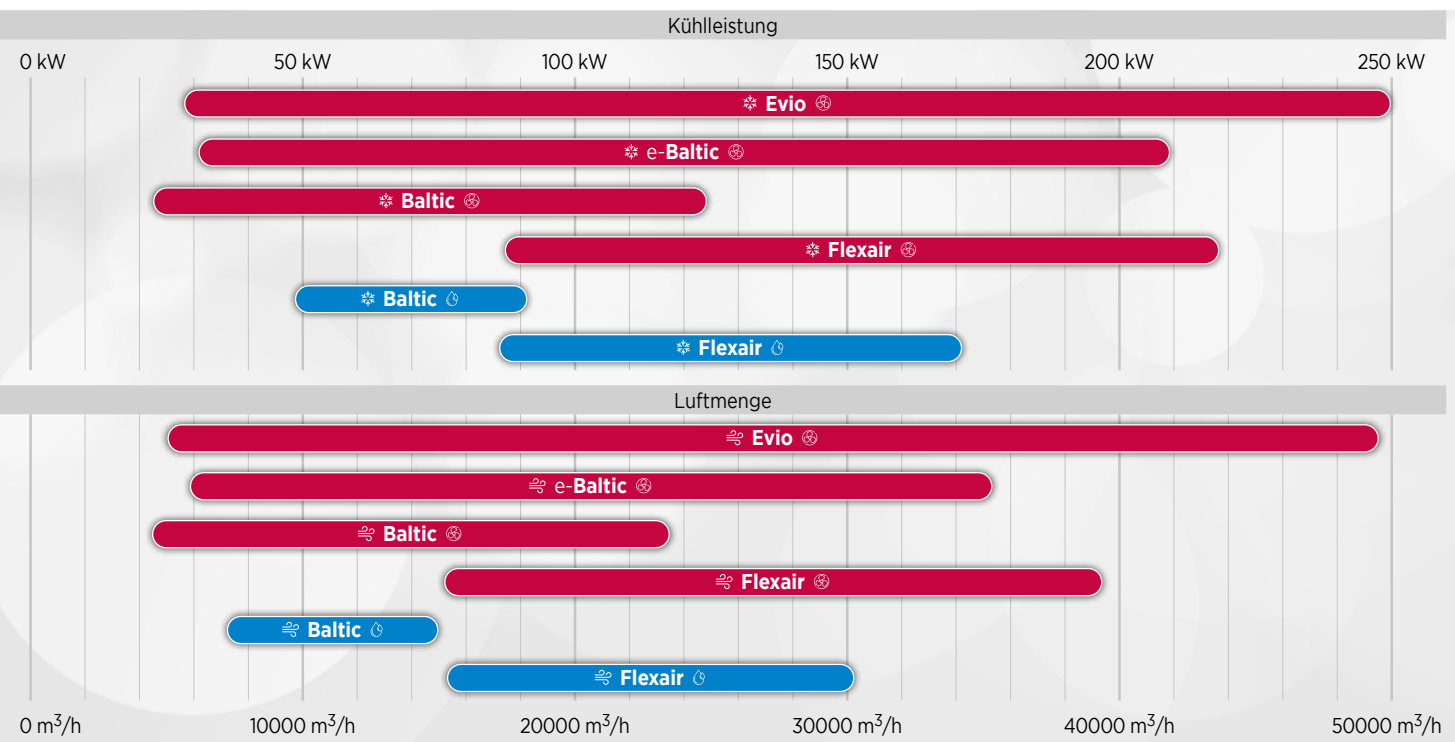 Kühlleistung
0 kW 50 kW 100 kW 150 kW 200 kW 250 kW
Evio
e-Baltic
Baltic
Flexair
Baltic
Flexair
Luftmenge
Evio
e-Baltic
Baltic
Flexair
Baltic
Flexair
0 m³/h 10000 m³/h 20000 m³/h 30000 m³/h 40000 m³/h 50000 m³/h